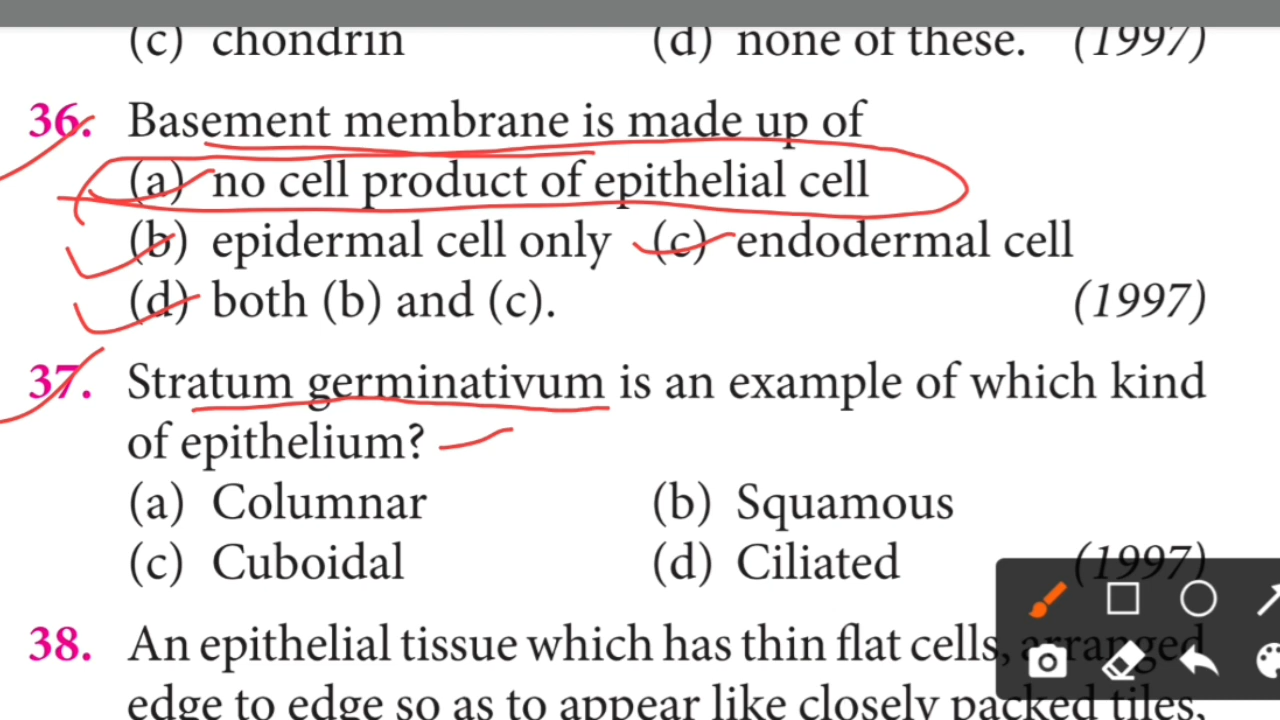 (c) chondrin (d) none of these. (1997)
36. Basement membrane is made up of
(a) no cell product of epithelial cell
(b) epidermal cell only (c) endodermal cell
(d) both (b) and (c). (1997)
37. Stratum germinativum is an example of which kind
of epithelium?
(a) Columnar (b) Squamous
(c) Cuboidal (d) Ciliated (1997)
38. An epithelial tissue which has thin flat cells, arranged
edge to edge so as to appear like closely packed tiles,